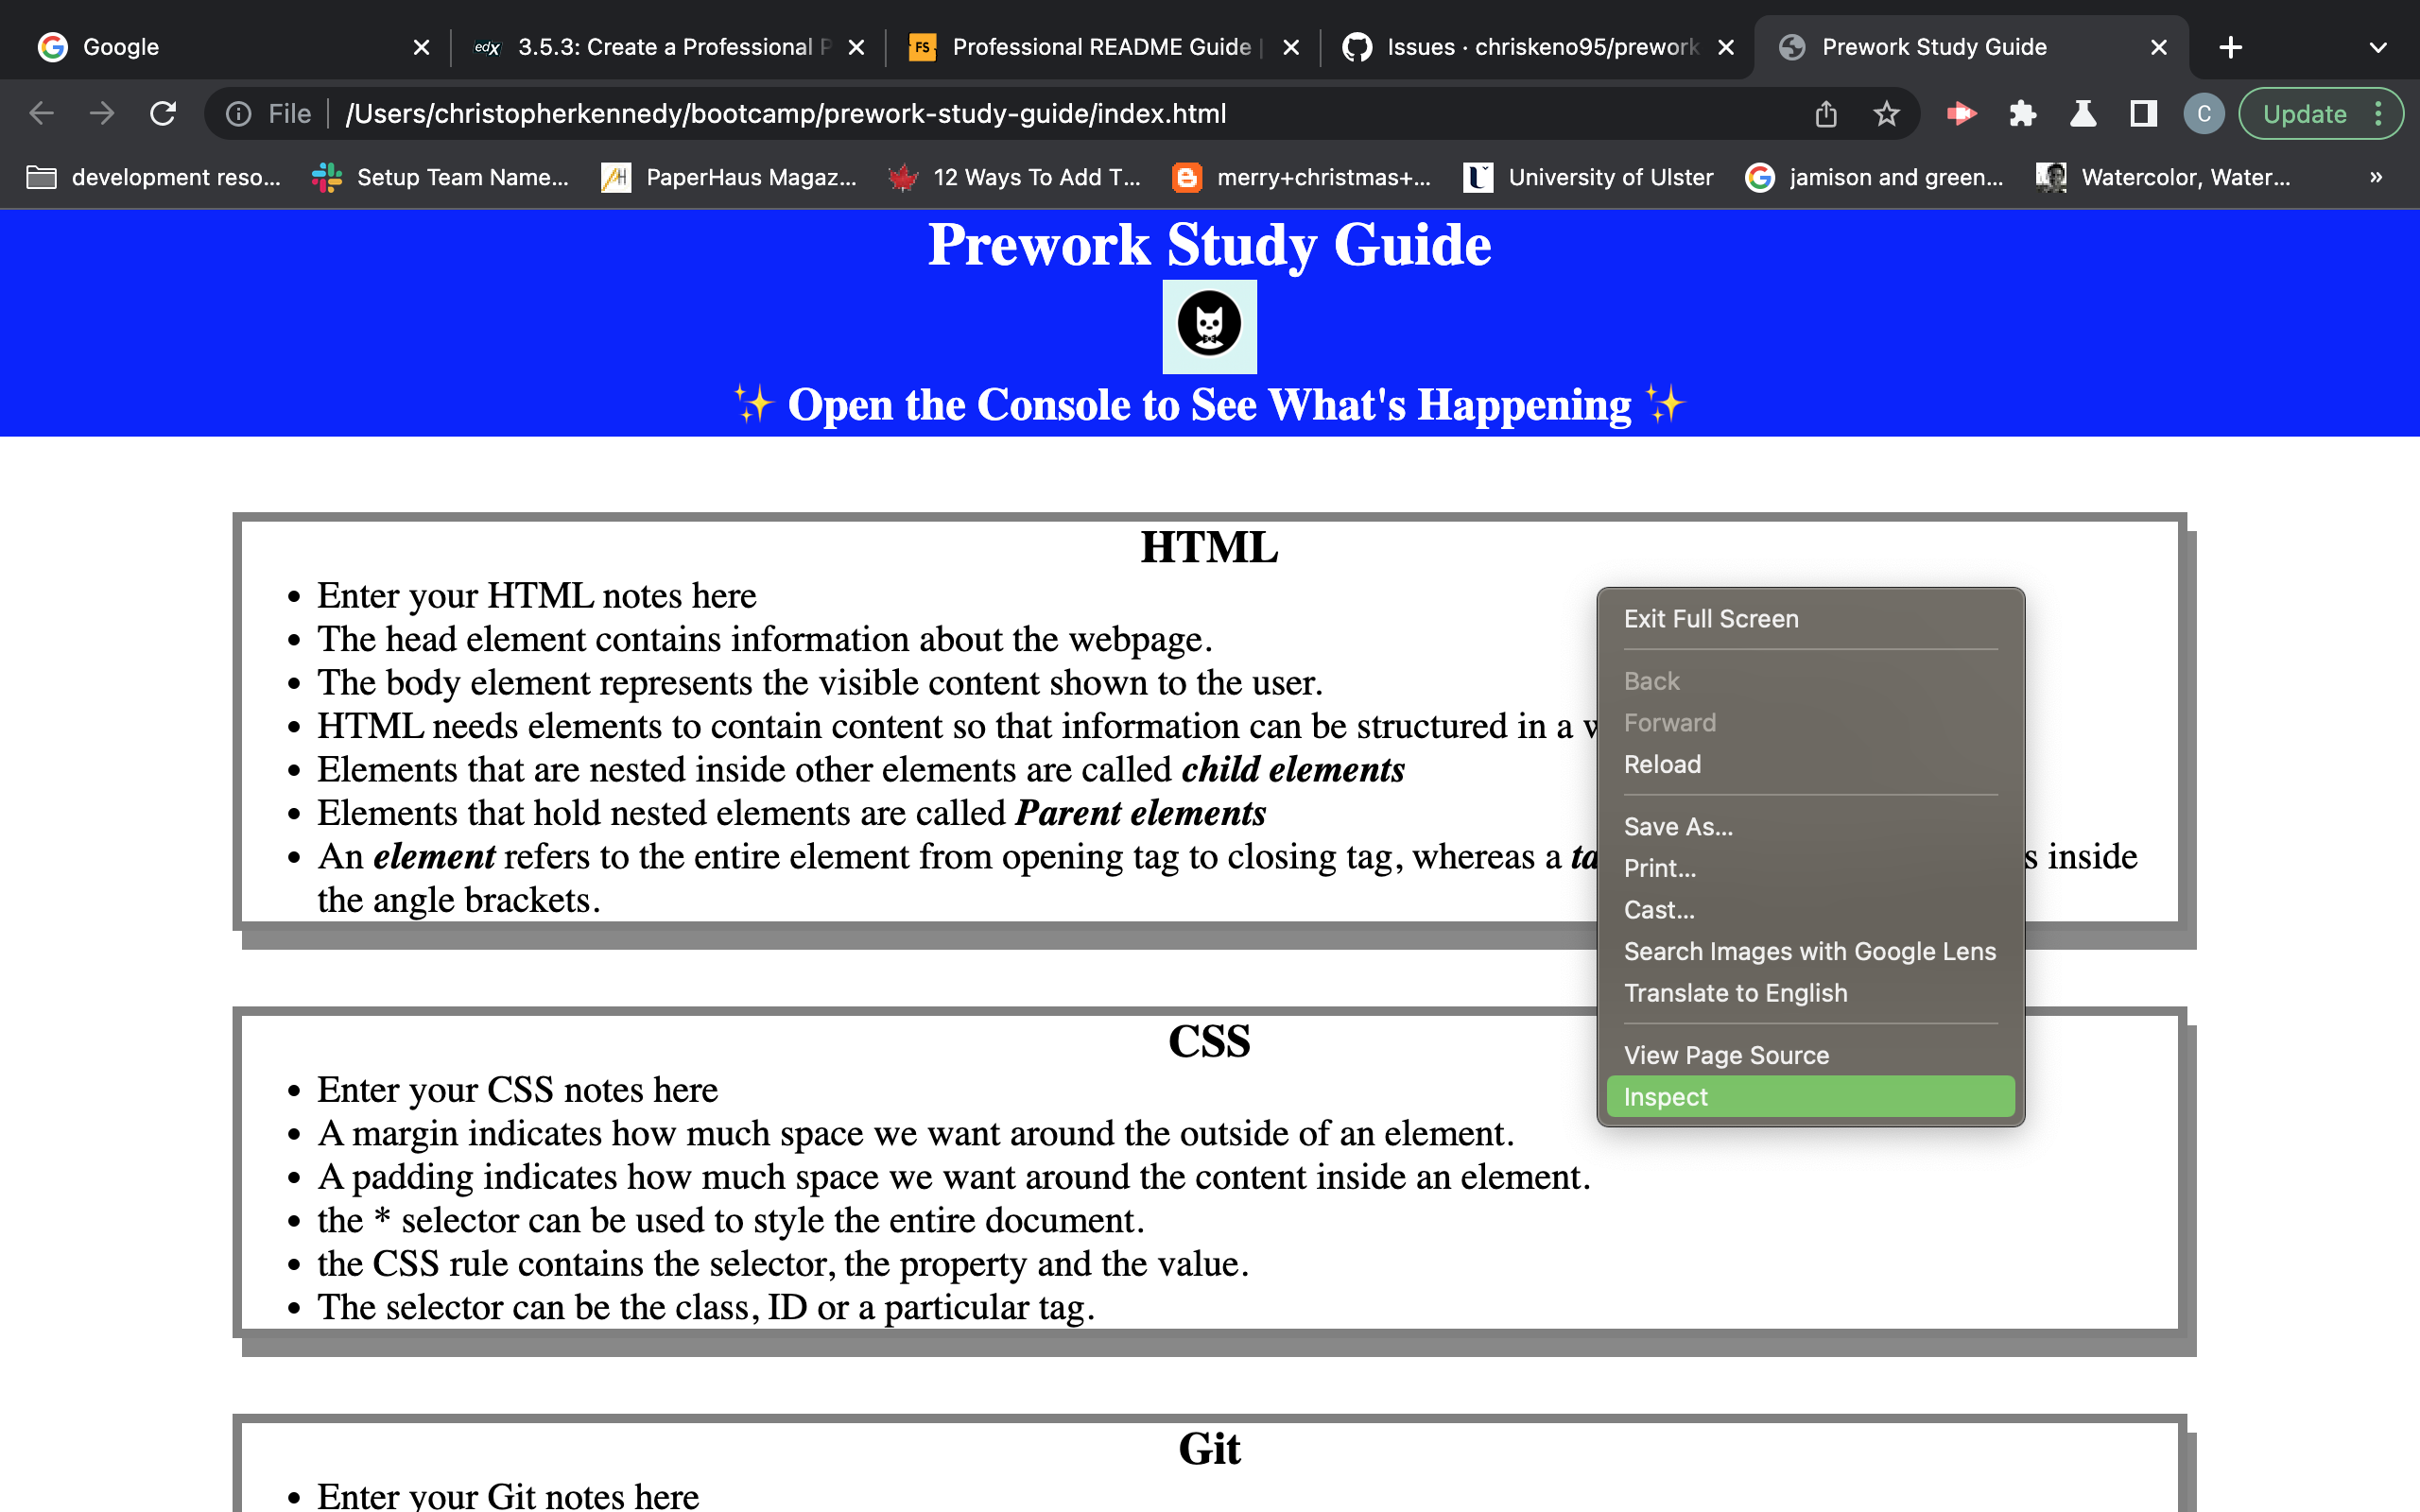 Google
edX 3.5.3: Create a Professional
FS Professional README Guide
Issues · chriskeno95/prework
Prework Study Guide
File /Users/christopherkennedy/bootcamp/prework-study-guide/index.html
C
Update
development reso...
Setup Team Name...
PaperHaus Magaz...
12 Ways To Add T...
merry+christmas+...
University of Ulster
jamison and green...
Watercolor, Water...
»
Prework Study Guide
✨ Open the Console to See What's Happening ✨
HTML
• Enter your HTML notes here
• The head element contains information about the webpage.
• The body element represents the visible content shown to the user.
• HTML needs elements to contain content so that information can be structured in a
• Elements that are nested inside other elements are called child elements
• Elements that hold nested elements are called Parent elements
• An element refers to the entire element from opening tag to closing tag, whereas a s inside
the angle brackets.
Exit Full Screen
Back
Forward
Reload
Save As...
Print...
Cast...
Search Images with Google Lens
Translate to English
View Page Source
Inspect
CSS
• Enter your CSS notes here
• A margin indicates how much space we want around the outside of an element.
• A padding indicates how much space we want around the content inside an element.
• the * selector can be used to style the entire document.
• the CSS rule contains the selector, the property and the value.
• The selector can be the class, ID or a particular tag.
Git
• Enter your Git notes here